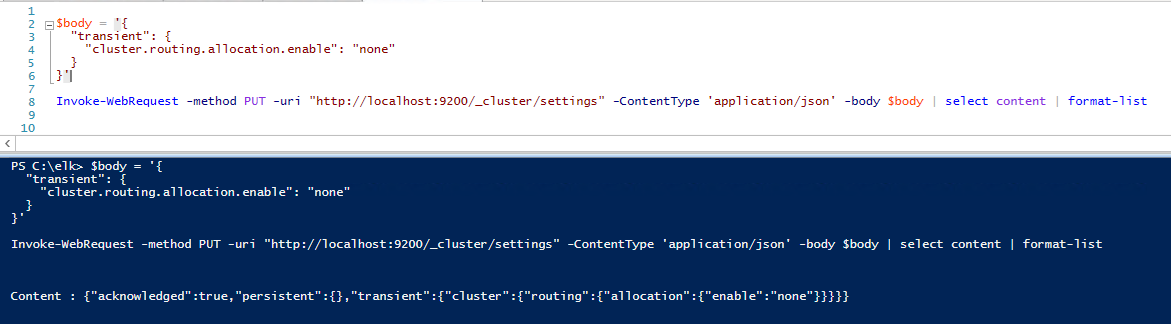 1
2 $body = '{
3 "transient": {
4 "cluster.routing.allocation.enable": "none"
5 }
6 }'
7
8 Invoke-WebRequest -method PUT -uri "http://localhost:9200/_cluster/settings" -ContentType 'application/json' -body $body | select content | format-list
9
10
PS C:\elk> $body = '{
"transient": {
"cluster.routing.allocation.enable": "none"
}
}'
Invoke-WebRequest -method PUT -uri "http://localhost:9200/_cluster/settings" -ContentType 'application/json' -body $body | select content | format-list
Content : {"acknowledged":true,"persistent":{},"transient":{"cluster":{"routing":{"allocation":{"enable":"none"}}}}}